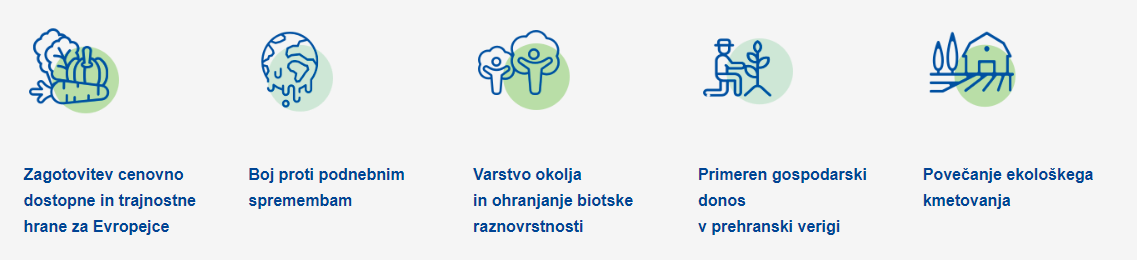 Zagotovitev cenovno
dostopne in trajnostne
hrane za Evropejce
Boj proti podnebnim
spremembam
Varstvo okolja
in ohranjanje biotske
raznovrstnosti
Primeren gospodarski
donos
v prehranski verigi
Povečanje ekološkega
kmetovanja